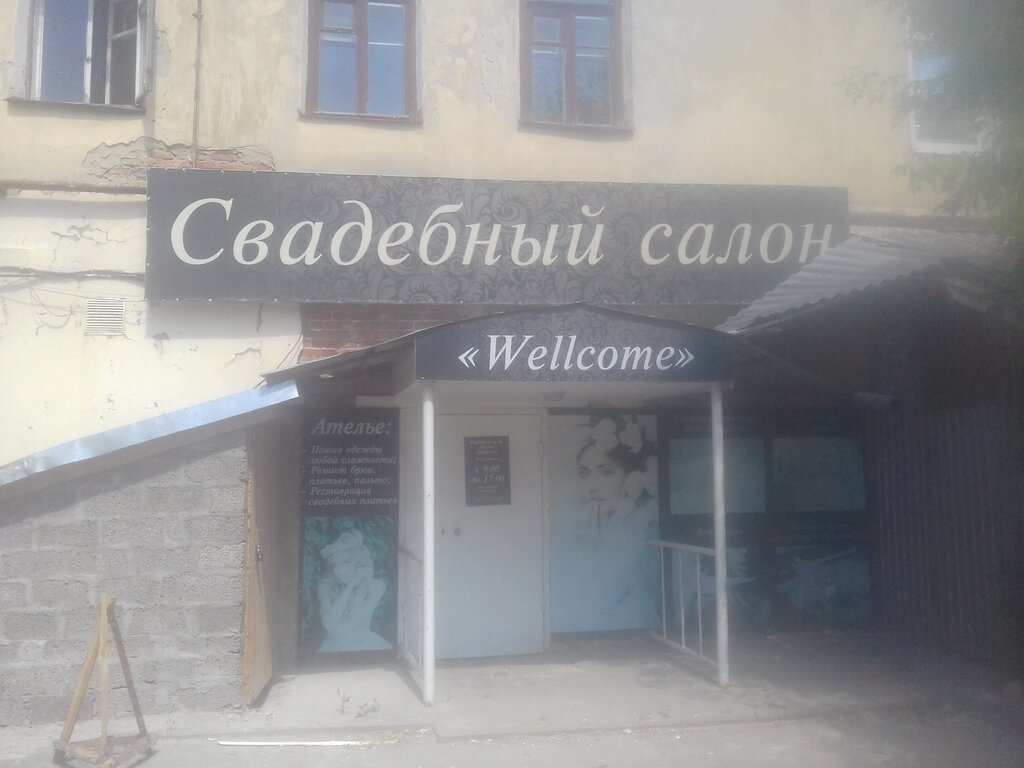 Свадебный салон
«Wellcome»
Ателье:
- Пошив одежды
любой сложности;
- Ремонт брюк,
платьев, пальто;
- Реставрация
свадебных платьев
с 9:00
до 17:00